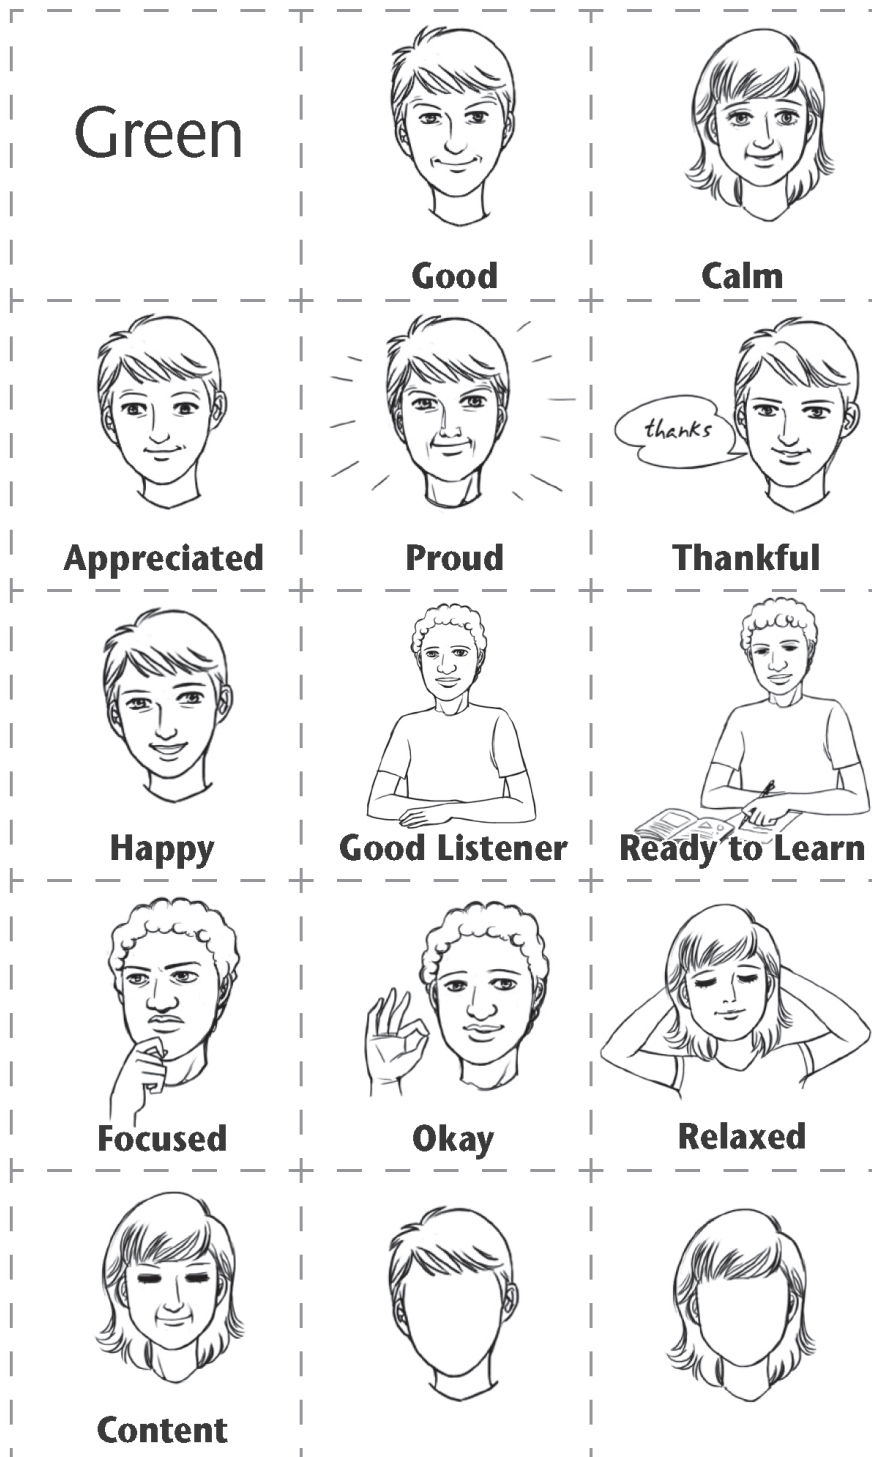 Green
Good
Calm
thanks
Appreciated
Proud
Thankful
Happy
Good Listener
Ready to Learn
Focused
Okay
Relaxed
Content